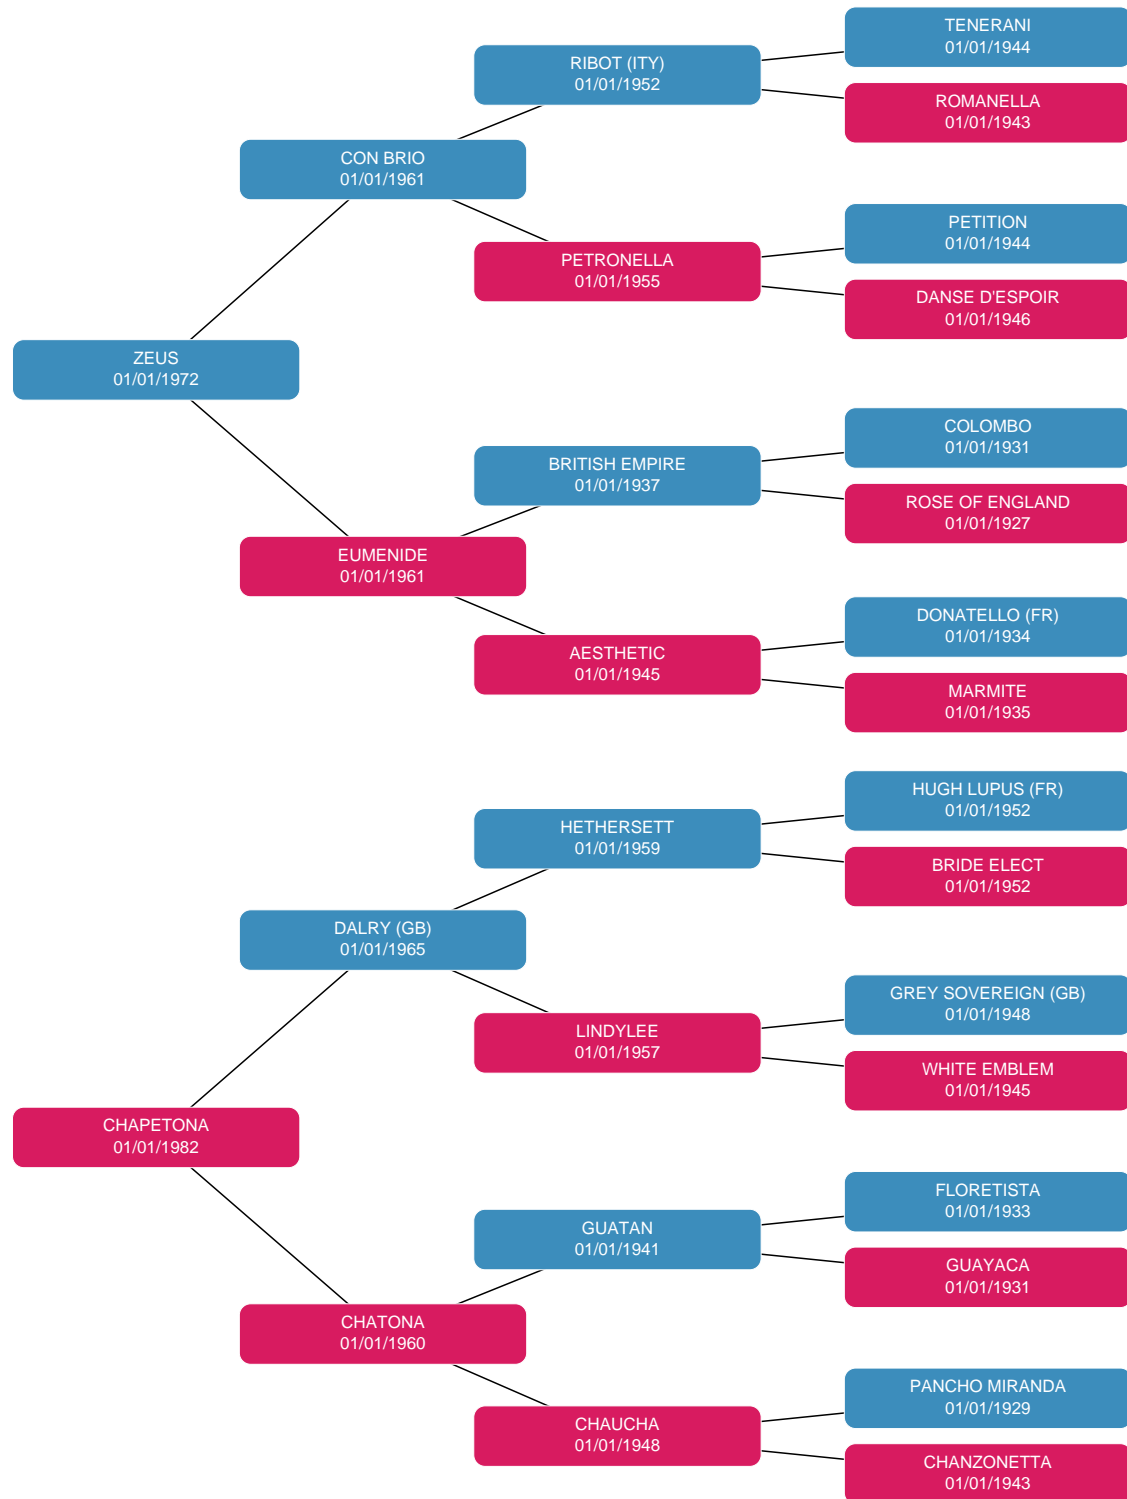 TENERANI
01/01/1944
RIBOT (ITY)
01/01/1952
ROMANELLA
01/01/1943
CON BRIO
01/01/1961
PETITION
01/01/1944
PETRONELLA
01/01/1955
DANSE D'ESPOIR
01/01/1946
ZEUS
01/01/1972
COLOMBO
01/01/1931
BRITISH EMPIRE
01/01/1937
ROSE OF ENGLAND
01/01/1927
EUMENIDE
01/01/1961
DONATELLO (FR)
01/01/1934
AESTHETIC
01/01/1945
MARMITE
01/01/1935
HUGH LUPUS (FR)
01/01/1952
HETHERSETT
01/01/1959
BRIDE ELECT
01/01/1952
DALRY (GB)
01/01/1965
GREY SOVEREIGN (GB)
01/01/1948
LINDYLEE
01/01/1957
WHITE EMBLEM
01/01/1945
CHAPETONA
01/01/1982
FLORETISTA
01/01/1933
GUATAN
01/01/1941
GUAYACA
01/01/1931
CHATONA
01/01/1960
PANCHO MIRANDA
01/01/1929
CHAUCHA
01/01/1948
CHANZONETTA
01/01/1943